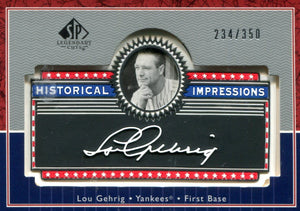 SP
LEGENDARY
Cuts
234/350
HISTORICAL IMPRESSIONS
Lou Gehrig
Lou Gehrig • Yankees® • First Base